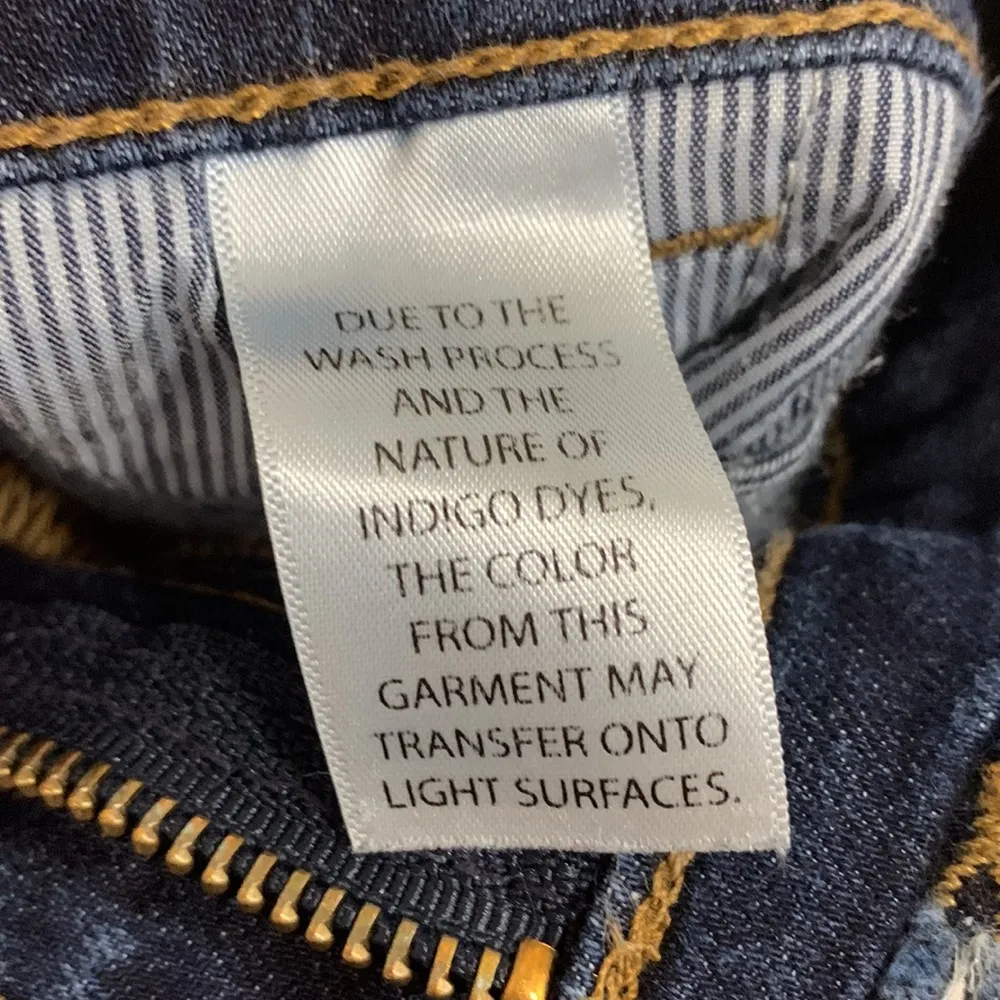 DUE TO THE
WASH PROCESS
AND THE
NATURE OF
INDIGO DYES,
THE COLOR
FROM THIS
GARMENT MAY
TRANSFER ONTO
LIGHT SURFACES.